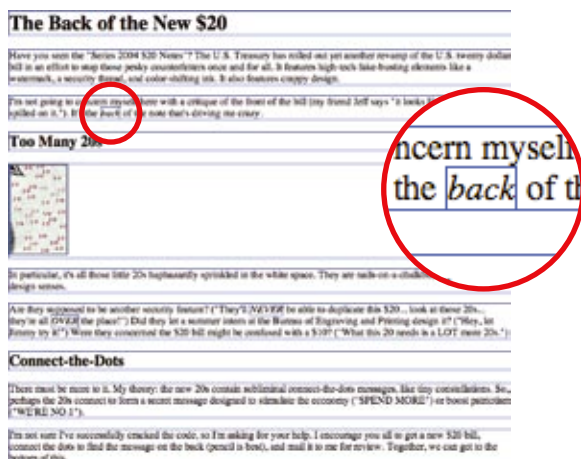 The Back of the New $20
Have you seen the "Series 2004 $20 Notes"? The U.S. Treasury has rolled out yet another revamp of the U.S. twenty dollar
bill in an effort to stop those pesky counterfeiters once and for all. It features high-tech fake-busting elements like a
watermark, a security thread, and color-shifting ink. It also features crappy design.
I'm not going to concern myself here with a critique of the front of the bill (my friend Jeff says "it looks
spilled on it."). It's the back of the note that's driving me crazy.
Too Many 20s
ncern mysel
the back of th
In particular, it's all those little 20s haphazardly sprinkled in the white space. They are nails-on-a-chalkboard
design senses.
Are they supposed to be another security feature? ("They'll NEVER be able to duplicate this $20... look at those 20s...
they're all OVER the place!") Did they let a summer intern at the Bureau of Engraving and Printing design it? ("Hey, let
Jimmy try it!") Were they concerned the $20 bill might be confused with a $10? ("What this 20 needs is a LOT more 20s.")
Connect-the-Dots
There must be more to it. My theory: the new 20s contain subliminal connect-the-dots messages, like tiny constellations. So,
perhaps the 20s connect to form a secret message designed to stimulate the economy ("SPEND MORE") or boost patriotism
("WE'RE NO.1").
I'm not sure I've successfully cracked the code, so I'm asking for your help. I encourage you all to get a new $20 bill,
connect the dots to find the message on the back (pencil is best), and mail it to me for review. Together, we can get to the
bottom of this.